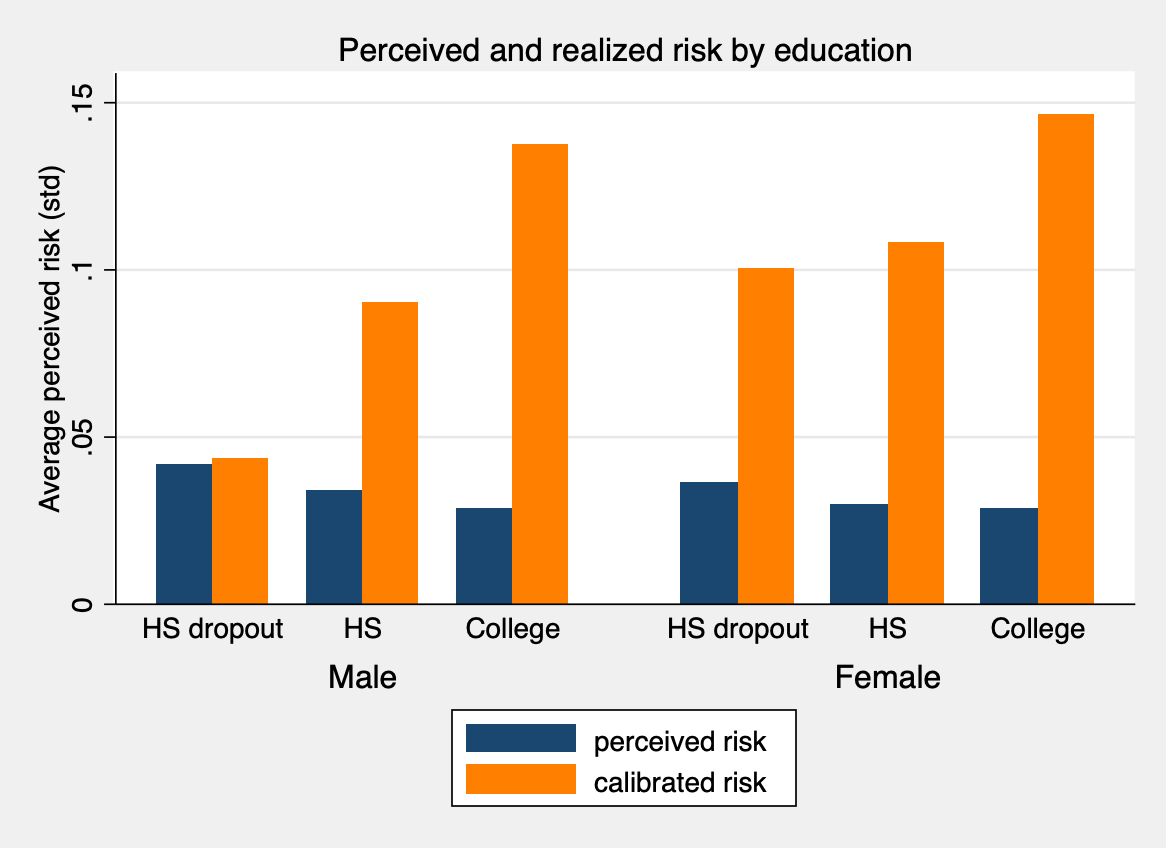 Perceived and realized risk by education
Average perceived risk (std)
.15
.1
.05
0
HS dropout HS College HS dropout HS College
Male Female
perceived risk
calibrated risk